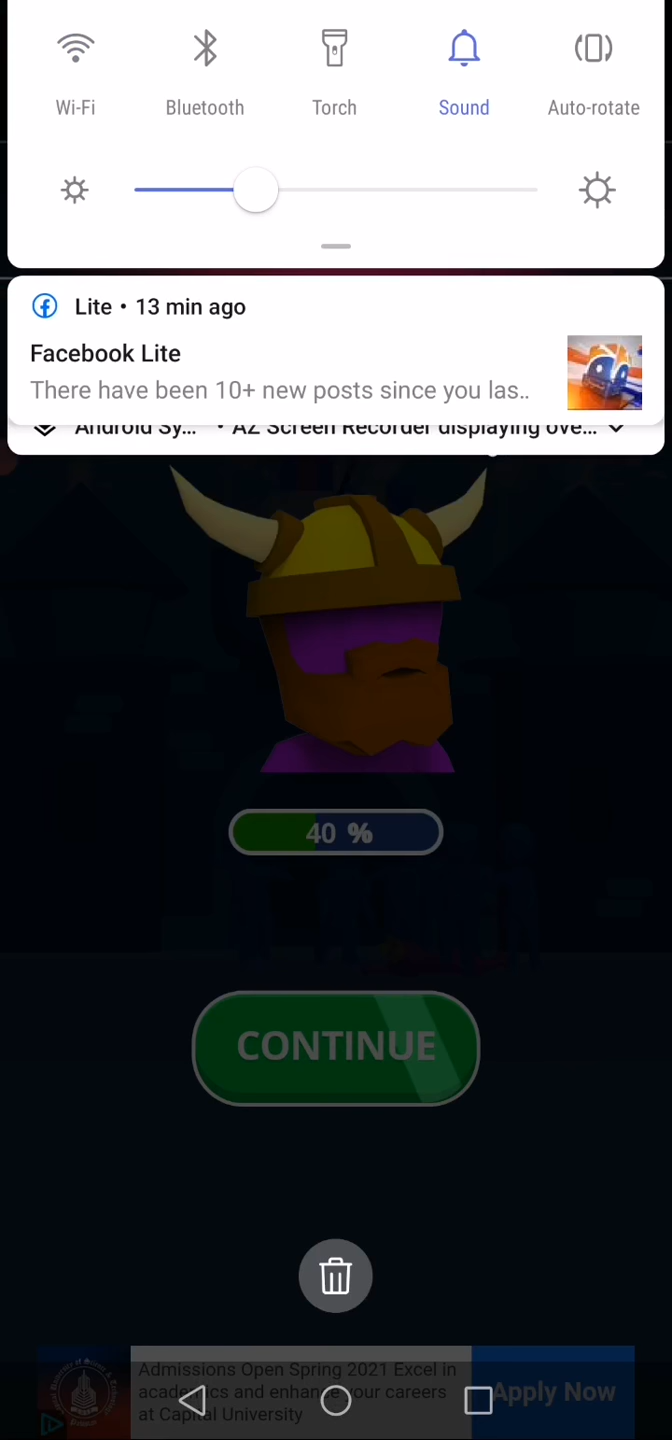 Wi-Fi Bluetooth Torch Sound Auto-rotate
Lite • 13 min ago
Facebook Lite
There have been 10+ new posts since you las..
Android Sy... • AZ Screen Recorder displaying ove...
40 %
CONTINUE
Admissions Open Spring 2021 Excel in
academics and enhance your careers
at Capital University
Apply Now